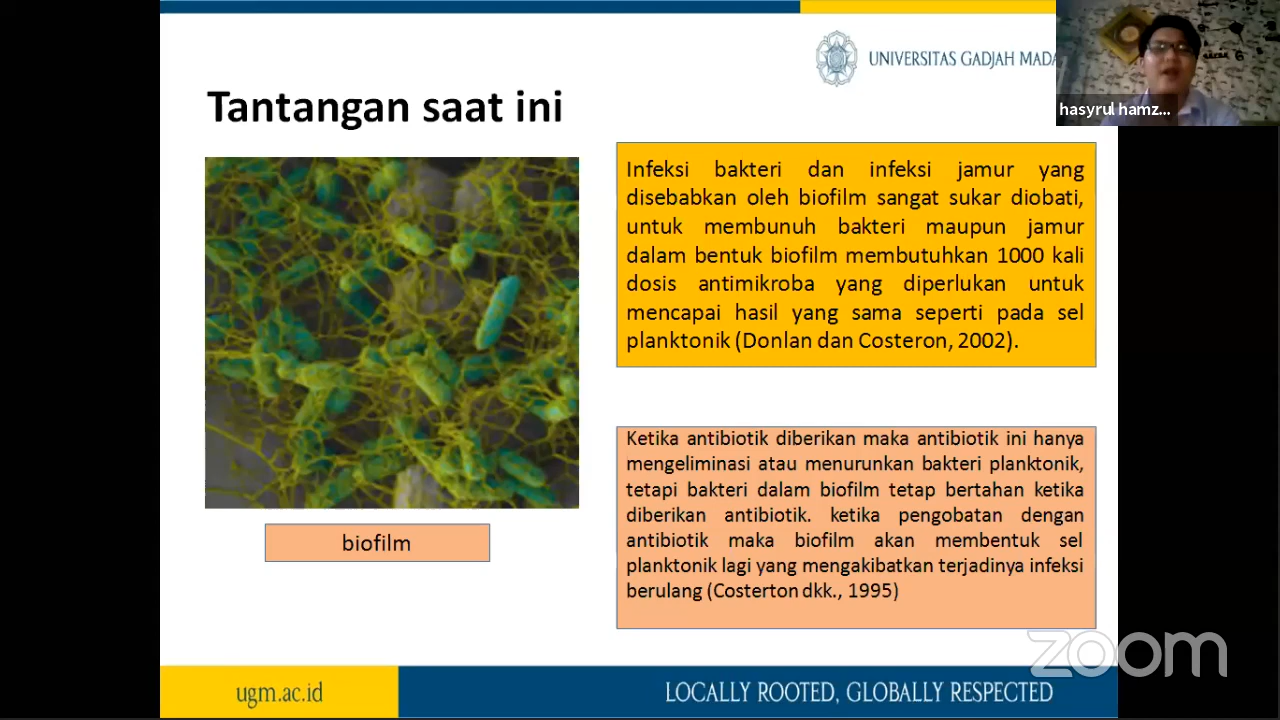 UNIVERSITAS GADJAH MADA
hasyrul hamz...
Tantangan saat ini
Infeksi bakteri dan infeksi jamur yang
disebabkan oleh biofilm sangat sukar diobati,
untuk membunuh bakteri maupun jamur
dalam bentuk biofilm membutuhkan 1000 kali
dosis antimikroba yang diperlukan untuk
mencapai hasil yang sama seperti pada sel
planktonik (Donlan dan Costeron, 2002).
Ketika antibiotik diberikan maka antibiotik ini hanya
mengeliminasi atau menurunkan bakteri planktonik,
tetapi bakteri dalam biofilm tetap bertahan ketika
diberikan antibiotik. ketika pengobatan dengan
antibiotik maka biofilm akan membentuk sel
planktonik lagi yang mengakibatkan terjadinya infeksi
berulang (Costerton dkk., 1995)
biofilm
zoom
ugm.ac.id
LOCALLY ROOTED, GLOBALLY RESPECTED